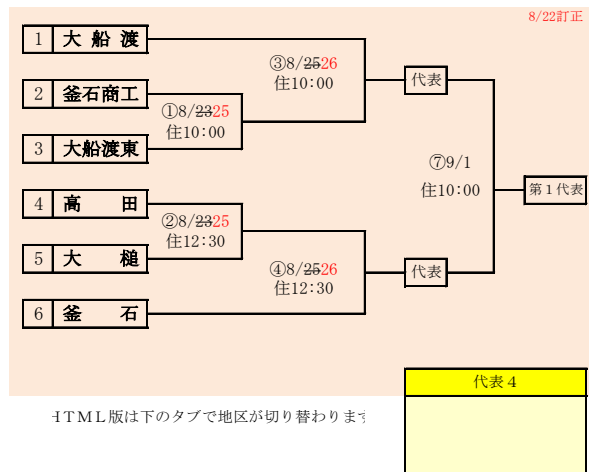 8/22訂正
1 大船渡
③8/2526
住10:00
代表
2 釜石商工
①8/2325
住10:00
3 大船渡東
⑦9/1
住10:00
第1代表
4 高田
②8/2325
住12:30
5 大槌
④8/2526
住12:30
代表
6 釜石
代表4
HTML版は下のタブで地区が切り替わります